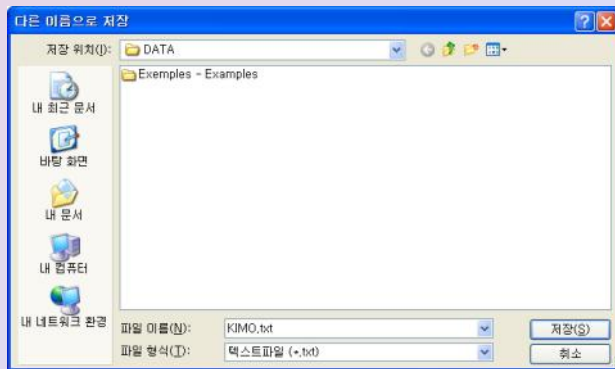 다른 이름으로 저장
저장 위치(I): DATA
Exemples - Examples
내 최근 문서
바탕 화면
내 문서
내 컴퓨터
내 네트워크 환경
파일 이름(N): KIMO.txt 저장(S)
파일 형식(T): 텍스트파일 (*.txt) 취소